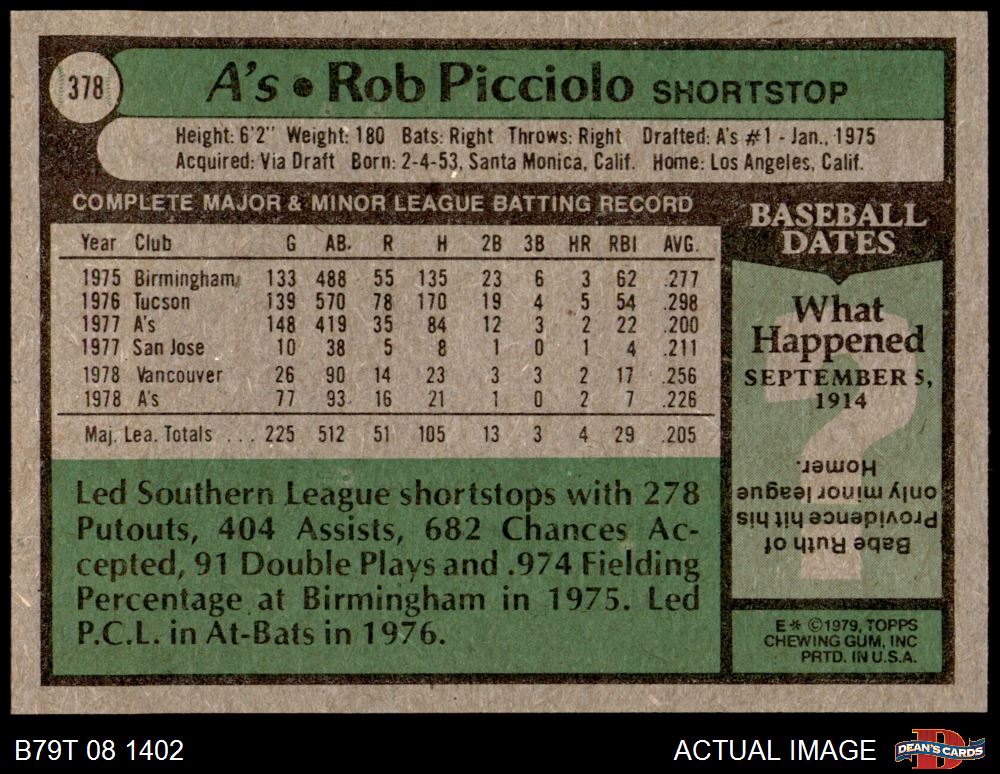 378
A's • Rob Picciolo SHORTSTOP
Height: 6'2" Weight: 180 Bats: Right Throws: Right Drafted: A's #1 - Jan., 1975
Acquired: Via Draft Born: 2-4-53, Santa Monica, Calif. Home: Los Angeles, Calif.
COMPLETE MAJOR & MINOR LEAGUE BATTING RECORD
Year Club G AB. R H 2B 3B HR RBI AVG.
1975 Birmingham 133 488 55 135 23 6 3 62 .277
1976 Tucson 139 570 78 170 19 4 5 54 .298
1977 A's 148 419 35 84 12 3 2 22 .200
1977 San Jose 10 38 5 8 1 0 1 4 .211
1978 Vancouver 26 90 14 23 3 3 2 17 .256
1978 A's 77 93 16 21 1 0 2 7 .226
Maj. Lea. Totals ... 225 512 51 105 13 3 4 29 .205
Led Southern League shortstops with 278
Putouts, 404 Assists, 682 Chances Ac-
cepted, 91 Double Plays and .974 Fielding
Percentage at Birmingham in 1975. Led
P.C.L. in At-Bats in 1976.
BASEBALL
DATES
What
Happened
SEPTEMBER 5,
1914
Babe Ruth of
Providence hit his
only minor league
Homer.
E* ©1979, TOPPS
CHEWING GUM, INC
PRTD. IN U.S.A.
B79T 08 1402
ACTUAL IMAGE
D
DEAN'S CARDS